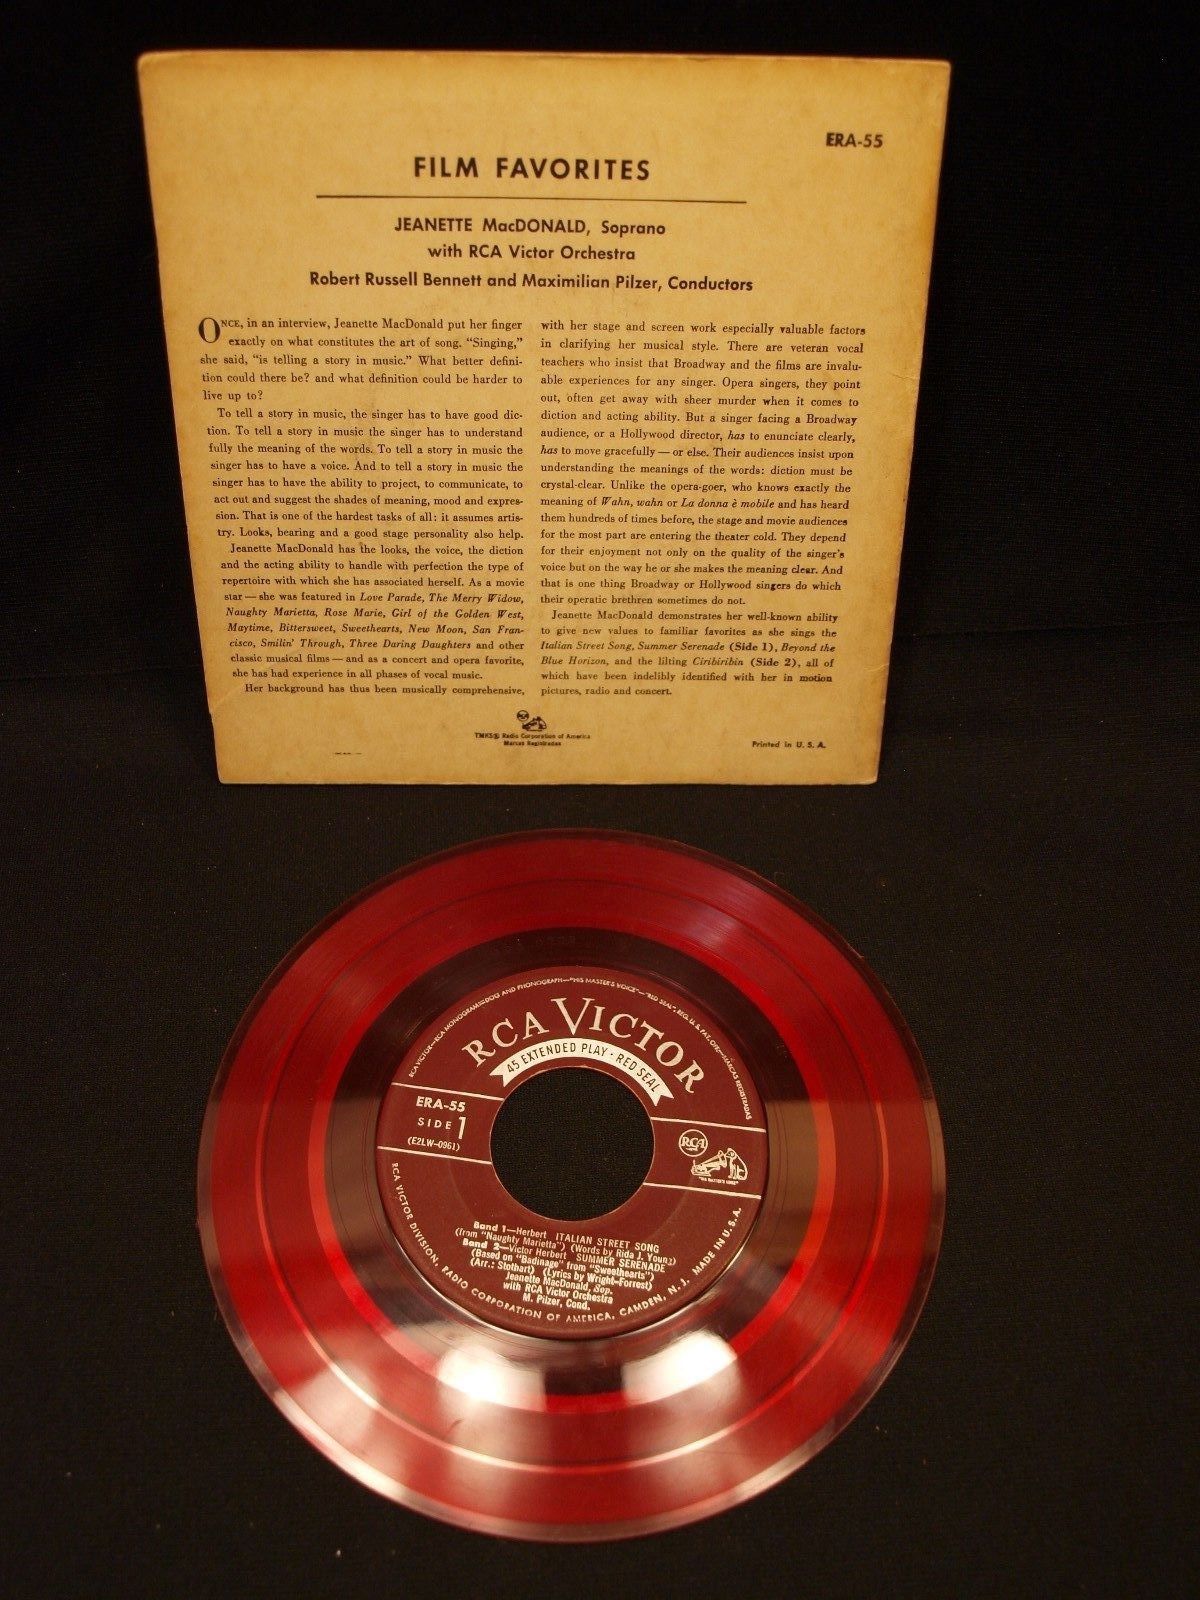 ERA-55
FILM FAVORITES
JEANETTE MacDONALD, Soprano
with RCA Victor Orchestra
Robert Russell Bennett and Maximilian Pilzer, Conductors
ONCE, in an interview, Jeanette MacDonald put her finger
exactly on what constitutes the art of song. “Singing,”
she said, “is telling a story in music.” What better defini-
tion could there be? and what definition could be harder to
live up to?
To tell a story in music, the singer has to have good dic-
tion. To tell a story in music the singer has to understand
fully the meaning of the words. To tell a story in music the
singer has to have a voice. And to tell a story in music the
singer has to have the ability to project, to communicate, to
act out and suggest the shades of meaning, mood and expres-
sion. That is one of the hardest tasks of all: it assumes artis-
try. Looks, bearing and a good stage personality also help.
Jeanette MacDonald has the looks, the voice, the diction
and the acting ability to handle with perfection the type of
repertoire with which she has associated herself. As a movie
star — she was featured in Love Parade, The Merry Widow,
Naughty Marietta, Rose Marie, Girl of the Golden West,
Maytime, Bittersweet, Sweethearts, New Moon, San Fran-
cisco, Smilin' Through, Three Daring Daughters and other
classic musical films — and as a concert and opera favorite,
she has had experience in all phases of vocal music.
Her background has thus been musically comprehensive,
with her stage and screen work especially valuable factors
in clarifying her musical style. There are veteran vocal
teachers who insist that Broadway and the films are invalu-
able experiences for any singer. Opera singers, they point
out, often get away with sheer murder when it comes to
diction and acting ability. But a singer facing a Broadway
audience, or a Hollywood director, has to enunciate clearly,
has to move gracefully — or else. Their audiences insist upon
understanding the meanings of the words: diction must be
crystal-clear. Unlike the opera-goer, who knows exactly the
meaning of Wahn, wahn or La donna è mobile and has heard
them hundreds of times before, the stage and movie audiences
for the most part are entering the theater cold. They depend
for their enjoyment not only on the quality of the singer's
voice but on the way he or she makes the meaning clear. And
that is one thing Broadway or Hollywood singers do which
their operatic brethren sometimes do not.
Jeanette MacDonald demonstrates her well-known ability
to give new values to familiar favorites as she sings the
Italian Street Song, Summer Serenade (Side 1), Beyond the
Blue Horizon, and the lilting Ciribiribin (Side 2), all of
which have been indelibly identified with her in motion
pictures, radio and concert.
TMKS® Radio Corporation of America
Marcas Registradas
Printed in U. S. A.
RCA VICTOR—RCA MONOGRAM—DOG AND PHONOGRAPH—"HIS MASTER'S VOICE"—"RED SEAL", REG. U. S. PAT. OFF.—MARCAS REGISTRADAS
RCA VICTOR
45 EXTENDED PLAY · RED SEAL
ERA-55
SIDE 1
(E2LW-0961)
RCA
"HIS MASTER'S VOICE"
Band 1—Herbert ITALIAN STREET SONG
(from "Naughty Marietta") (Words by Rida J. Young)
Band 2—Victor Herbert SUMMER SERENADE
(Based on "Badinage" from "Sweethearts")
(Arr.: Stothart) (Lyrics by Wright-Forrest)
Jeanette MacDonald, Sop.
with RCA Victor Orchestra
M. Pilzer, Cond.
RCA VICTOR DIVISION, RADIO CORPORATION OF AMERICA, CAMDEN, N. J. MADE IN U. S. A.